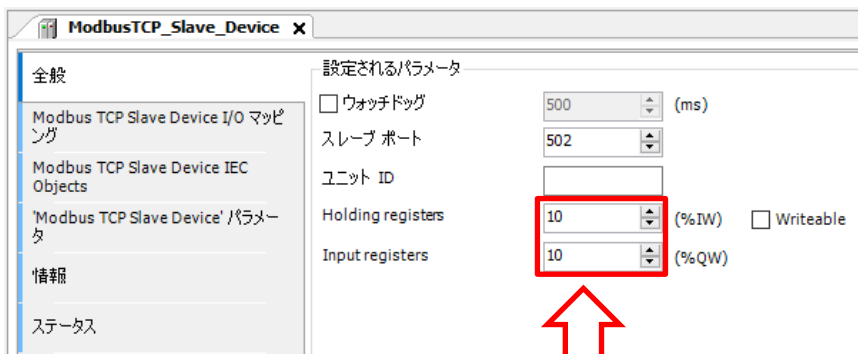 ModbusTCP_Slave_Device X
全般
Modbus TCP Slave Device I/O マッピ
ング
Modbus TCP Slave Device IEC
Objects
'Modbus TCP Slave Device' パラメー
タ
情報
ステータス
設定されるパラメータ
ウォッチドッグ 500 (ms)
スレーブ ポート 502
ユニット ID
Holding registers 10 (%IW) Writeable
Input registers 10 (%QW)